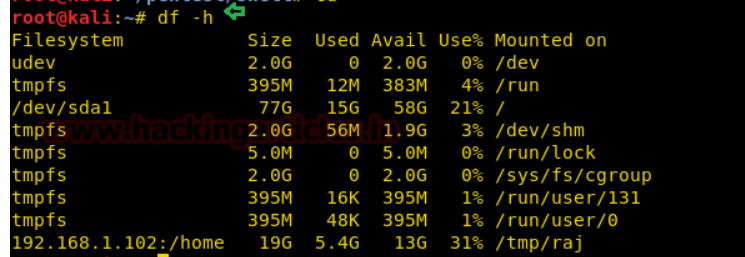 root@kali:~# df -h
Filesystem Size Used Avail Use% Mounted on
udev 2.0G 0 2.0G 0% /dev
tmpfs 395M 12M 383M 4% /run
/dev/sda1 77G 15G 58G 21% /
tmpfs 2.0G 56M 1.9G 3% /dev/shm
tmpfs 5.0M 0 5.0M 0% /run/lock
tmpfs 2.0G 0 2.0G 0% /sys/fs/cgroup
tmpfs 395M 16K 395M 1% /run/user/131
tmpfs 395M 48K 395M 1% /run/user/0
192.168.1.102:/home 19G 5.4G 13G 31% /tmp/raj